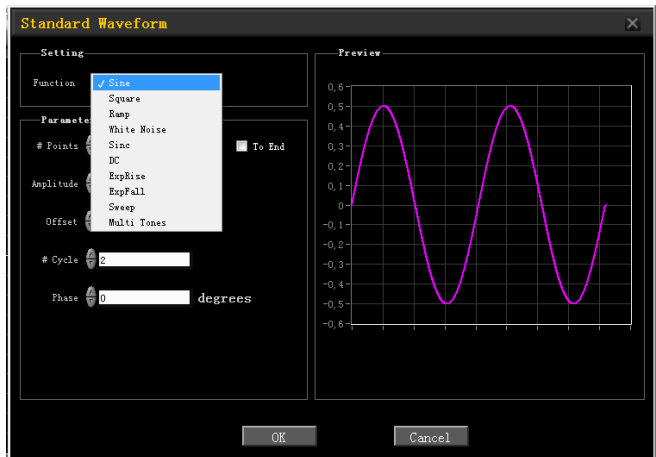 Standard Waveform
Setting
Function
✓ Sine
Square
Ramp
White Noise
Sinc
DC
ExpRise
ExpFall
Sweep
Multi Tones
Paramete
# Points
To End
Amplitude
Offset
# Cycle 2
Phase 0 degrees
Preview
0,6
0,5
0,4
0,3
0,2
0,1
0
-0,1
-0,2
-0,3
-0,4
-0,5
-0,6
OK
Cancel